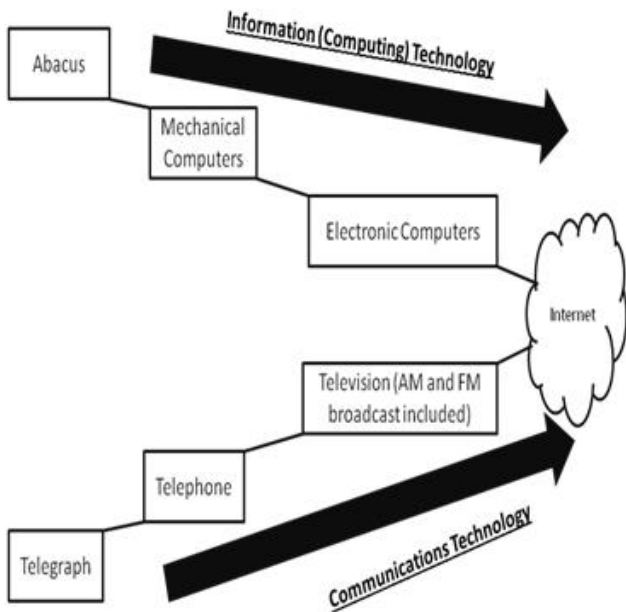 Information (Computing) Technology
Abacus
Mechanical
Computers
Electronic Computers
Internet
Television (AM and FM
broadcast included)
Telephone
Telegraph
Communications Technology